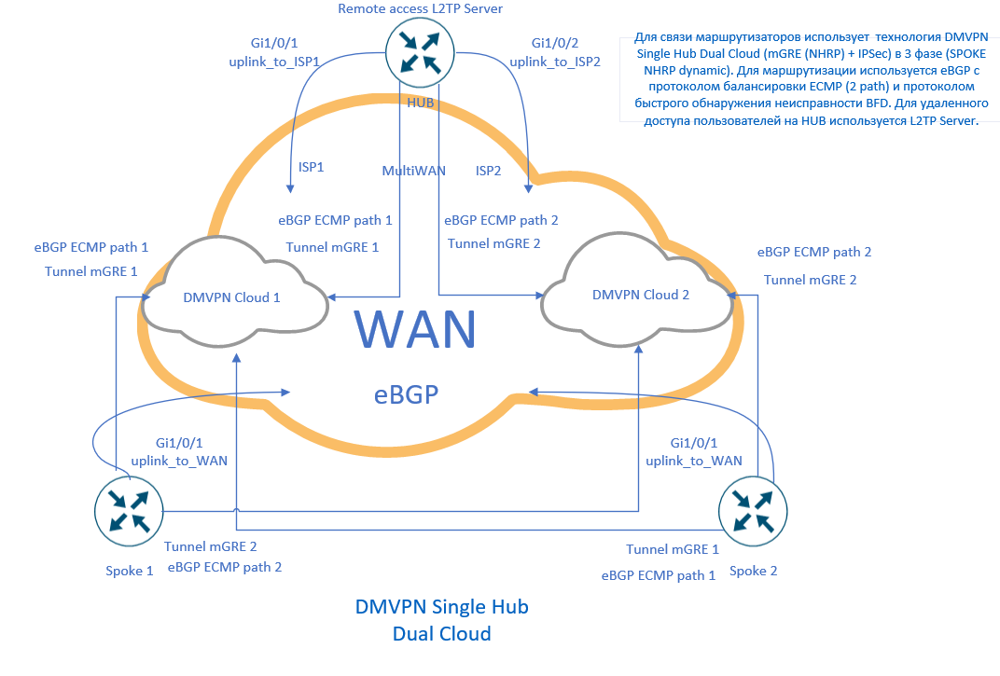 Remote access L2TP Server
Gi1/0/1
uplink_to_ISP1
Gi1/0/2
uplink_to_ISP2
Для связи маршрутизаторов использует технология DMVPN
Single Hub Dual Cloud (mGRE (NHRP) + IPSec) в 3 фазе (SPOKE
NHRP dynamic). Для маршрутизации используется eBGP с
протоколом балансировки ECMP (2 path) и протоколом
быстрого обнаружения неисправности BFD. Для удаленного
доступа пользователей на HUB используется L2TP Server.
HUB
ISP1
MultiWAN
ISP2
eBGP ECMP path 1
Tunnel mGRE 1
eBGP ECMP path 2
Tunnel mGRE 2
eBGP ECMP path 1
Tunnel mGRE 1
eBGP ECMP path 2
Tunnel mGRE 2
DMVPN Cloud 1
DMVPN Cloud 2
WAN
eBGP
Gi1/0/1
uplink_to_WAN
Gi1/0/1
uplink_to_WAN
Tunnel mGRE 2
eBGP ECMP path 2
Spoke 1
Tunnel mGRE 1
eBGP ECMP path 1
Spoke 2
DMVPN Single Hub
Dual Cloud